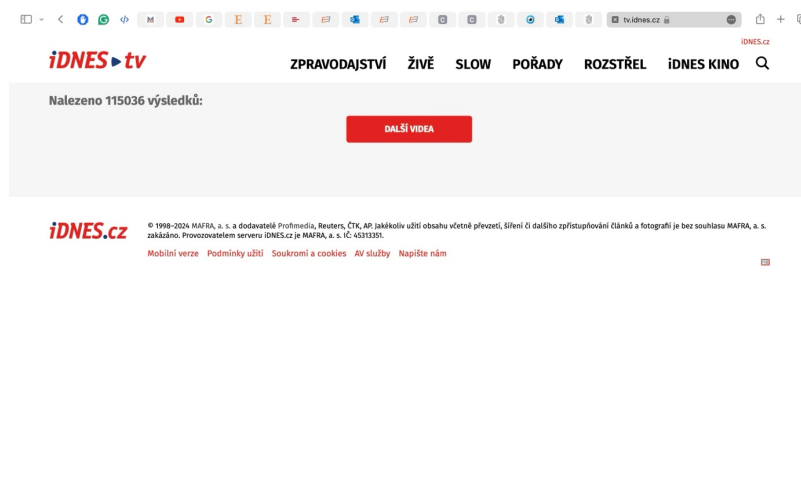 M
G
E
E
C
C
tv.idnes.cz
iDNES.cz
iDNES tv
ZPRAVODAJSTVÍ ŽIVĚ SLOW POŘADY ROZSTŘEL iDNES KINO
Nalezeno 115036 výsledků:
DALŠÍ VIDEA
iDNES.cz
© 1998–2024 MAFRA, a. s. a dodavatelé Profimedia, Reuters, ČTK, AP. Jakékoliv užití obsahu včetně převzetí, šíření či dalšího zpřístupňování článků a fotografií je bez souhlasu MAFRA, a. s.
zakázáno. Provozovatelem serveru iDNES.cz je MAFRA, a. s. IČ: 45313351.
Mobilní verze Podmínky užití Soukromí a cookies AV služby Napište nám